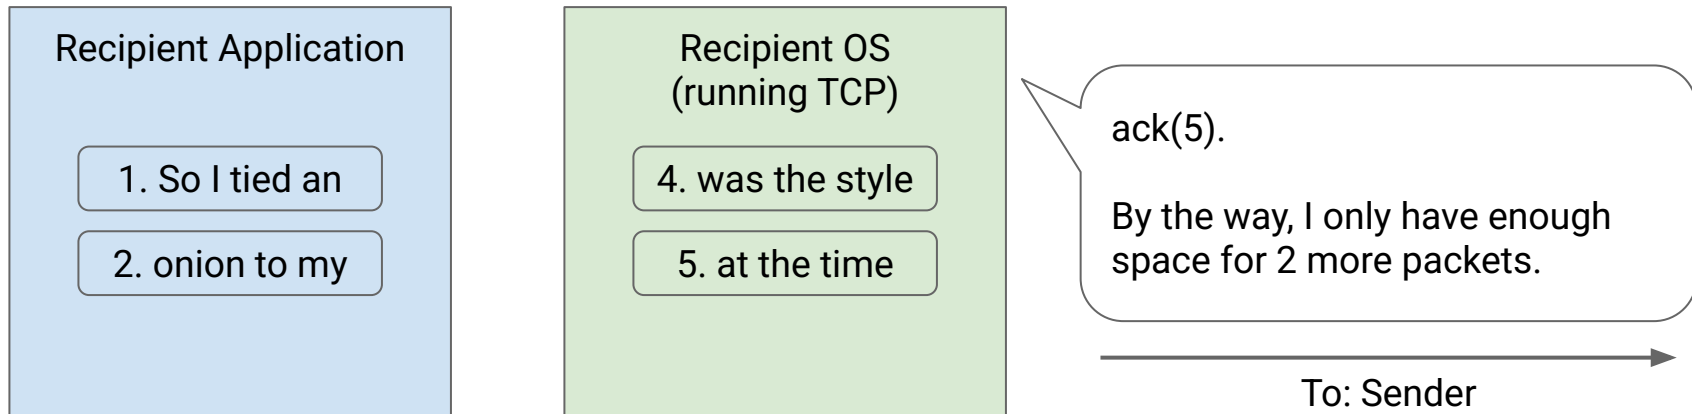 Recipient Application
1. So I tied an
2. onion to my
Recipient OS
(running TCP)
4. was the style
5. at the time
ack(5).
By the way, I only have enough
space for 2 more packets.
To: Sender